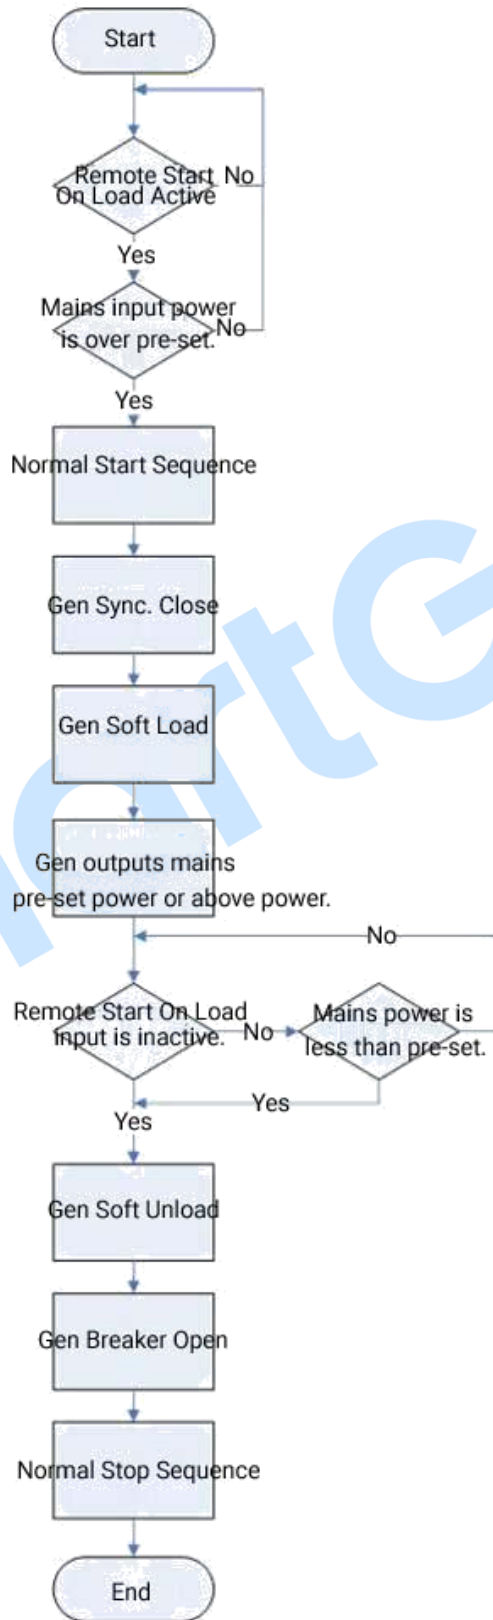 Start
Remote Start No
On Load Active
Yes
Mains input power
is over pre-set. No
Yes
Normal Start Sequence
Gen Sync. Close
Gen Soft Load
Gen outputs mains
pre-set power or above power.
No
Remote Start On Load
input is inactive.
No
Mains power is
less than pre-set.
Yes
Yes
Gen Soft Unload
Gen Breaker Open
Normal Stop Sequence
End